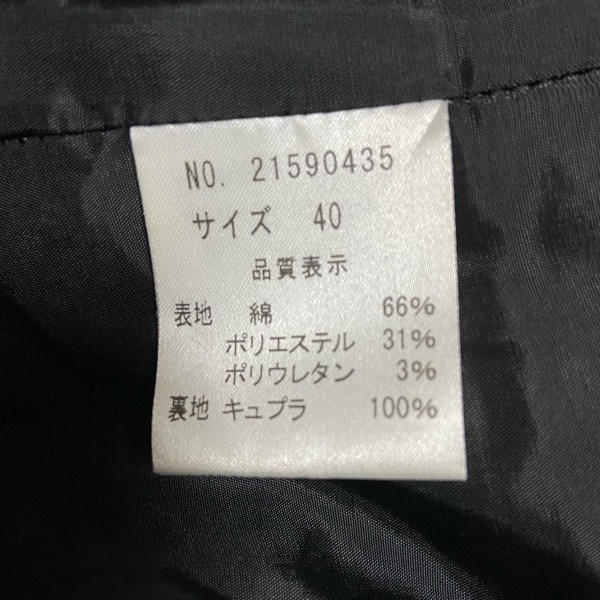 NO. 21590435
サイズ 40
品質表示
表地 綿 66%
ポリエステル 31%
ポリウレタン 3%
裏地 キュプラ 100%